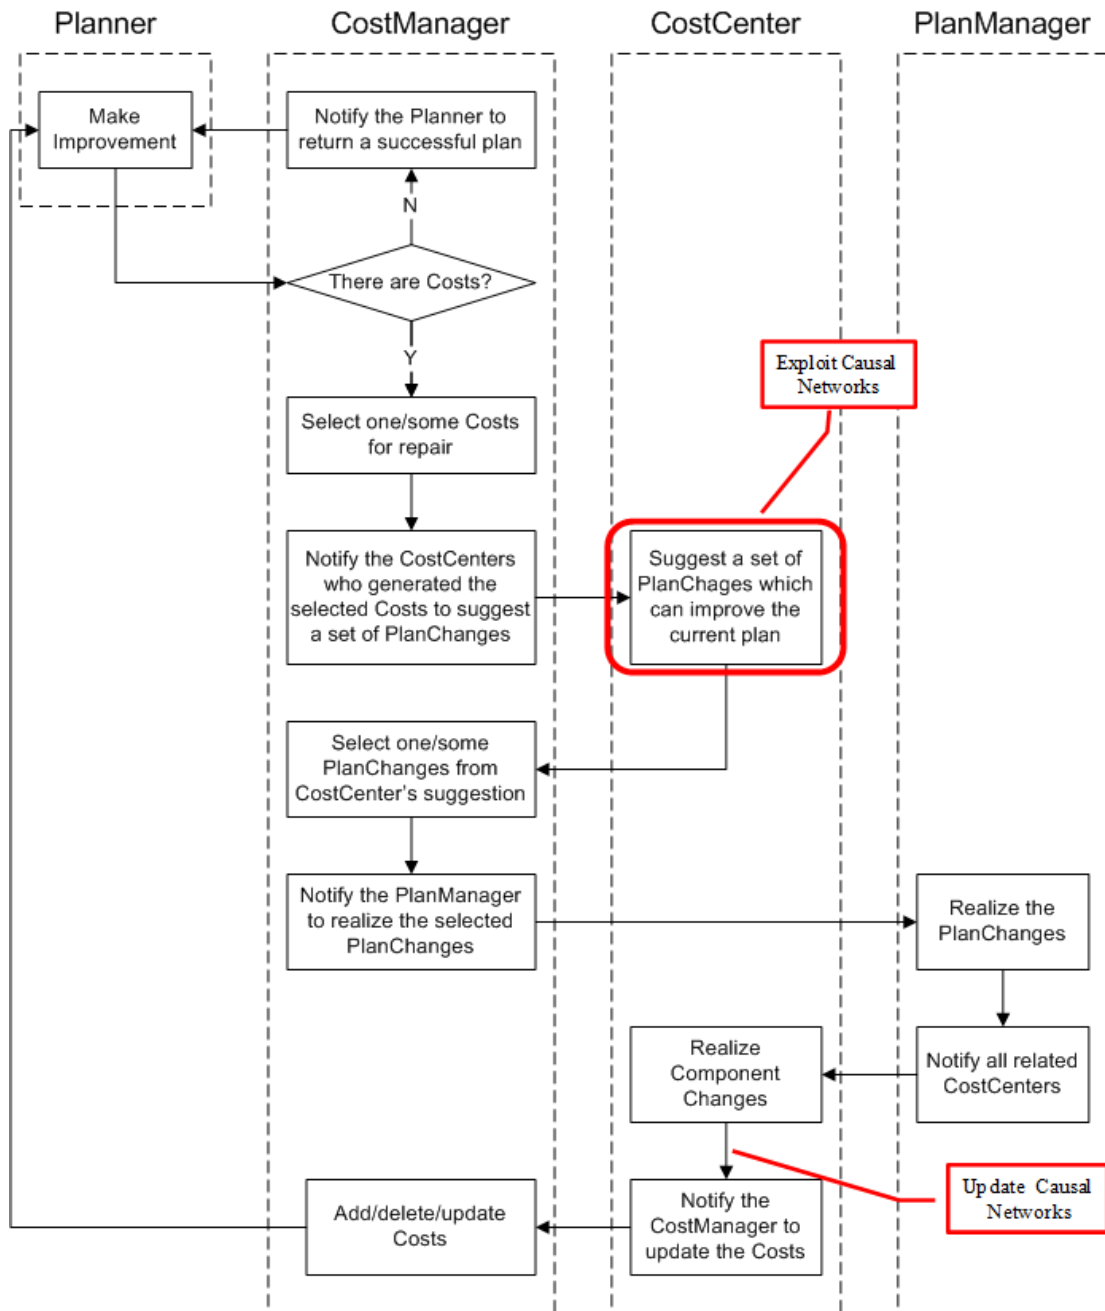 Planner
CostManager
CostCenter
PlanManager
Make
Improvement
Notify the Planner to
return a successful plan
N
There are Costs?
Y
Exploit Causal
Networks
Select one/some Costs
for repair
Notify the CostCenters
who generated the
selected Costs to suggest
a set of PlanChanges
Suggest a set of
PlanChages which
can improve the
current plan
Select one/some
PlanChanges from
CostCenter's suggestion
Notify the PlanManager
to realize the selected
PlanChanges
Realize the
PlanChanges
Realize
Component
Changes
Notify all related
CostCenters
Add/delete/update
Costs
Notify the
CostManager to
update the Costs
Update Causal
Networks